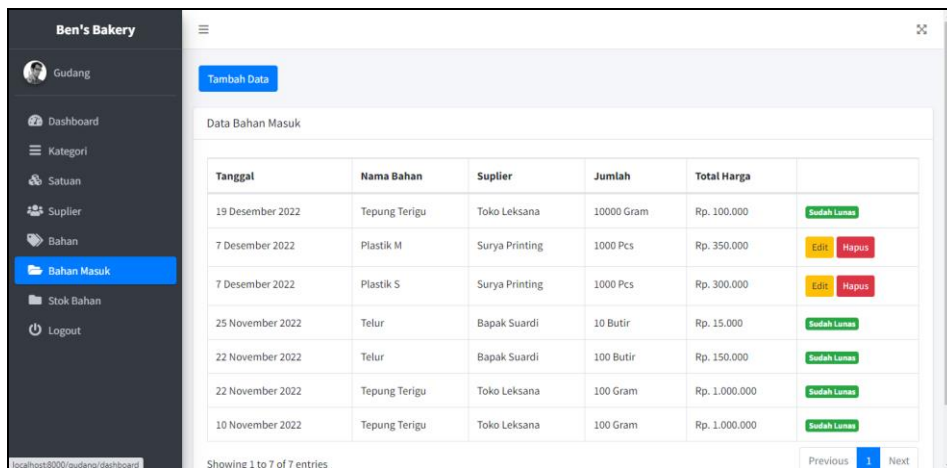 Ben's Bakery
Gudang
Dashboard
Kategori
Satuan
Suplier
Bahan
Bahan Masuk
Stok Bahan
Logout
localhost:8000/gudang/dashboard
Tambah Data
Data Bahan Masuk
Tanggal Nama Bahan Suplier Jumlah Total Harga
19 Desember 2022 Tepung Terigu Toko Leksana 10000 Gram Rp. 100.000 Sudah Lunas
7 Desember 2022 Plastik M Surya Printing 1000 Pcs Rp. 350.000 Edit Hapus
7 Desember 2022 Plastik S Surya Printing 1000 Pcs Rp. 300.000 Edit Hapus
25 November 2022 Telur Bapak Suardi 10 Butir Rp. 15.000 Sudah Lunas
22 November 2022 Telur Bapak Suardi 100 Butir Rp. 150.000 Sudah Lunas
22 November 2022 Tepung Terigu Toko Leksana 100 Gram Rp. 1.000.000 Sudah Lunas
10 November 2022 Tepung Terigu Toko Leksana 100 Gram Rp. 1.000.000 Sudah Lunas
Showing 1 to 7 of 7 entries Previous 1 Next